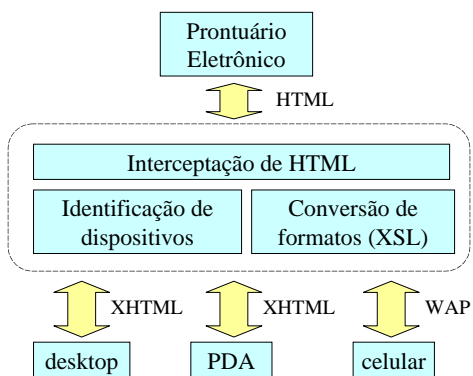 Prontuário
Eletrônico
HTML
Interceptação de HTML
Identificação de
dispositivos
Conversão de
formatos (XSL)
XHTML
XHTML
WAP
desktop
PDA
celular